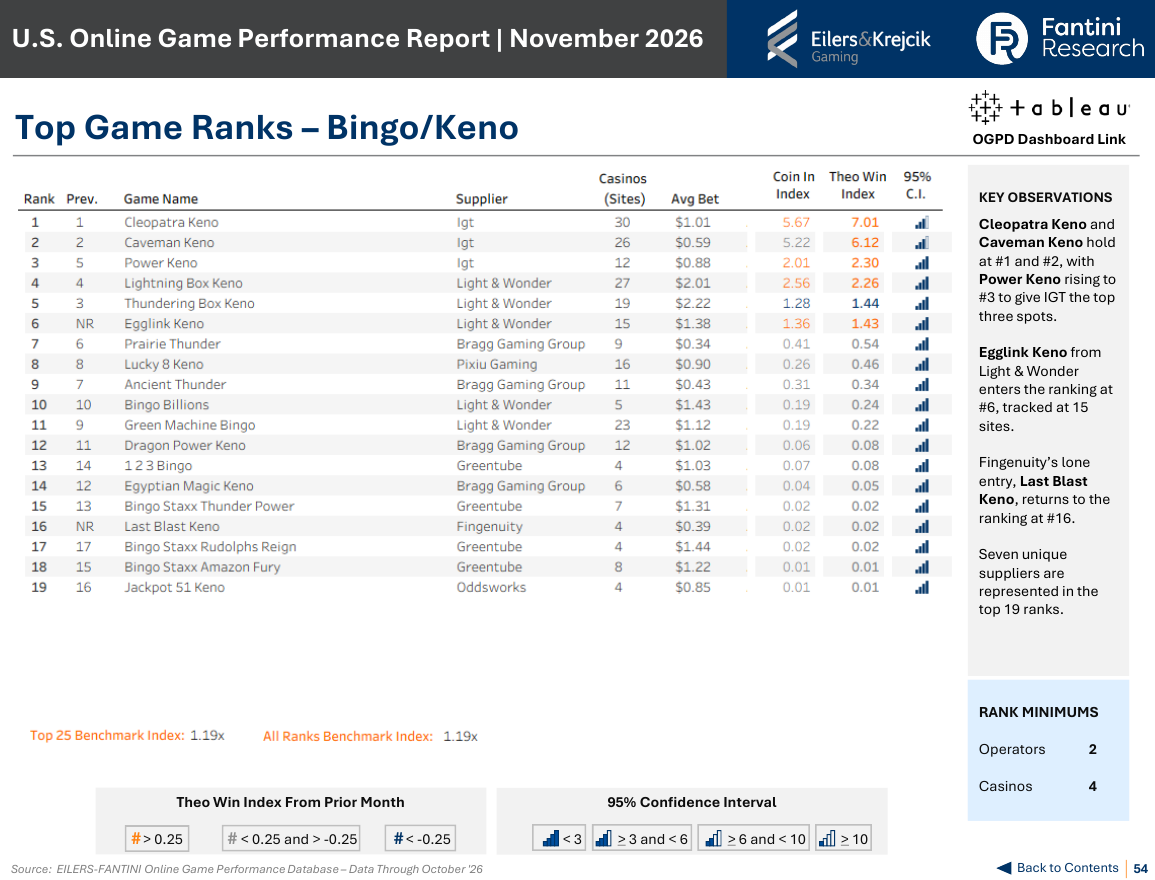 U.S. Online Game Performance Report | November 2026
Eilers&Krejcik
Gaming
Fantini
Research
Top Game Ranks – Bingo/Keno
+ a b l e a u
OGPD Dashboard Link
Rank Prev. Game Name Supplier Casinos (Sites) Avg Bet Coin In Index Theo Win Index 95% C.I.
1 1 Cleopatra Keno Igt 30 $1.01 5.67 7.01
2 2 Caveman Keno Igt 26 $0.59 5.22 6.12
3 5 Power Keno Igt 12 $0.88 2.01 2.30
4 4 Lightning Box Keno Light & Wonder 27 $2.01 2.56 2.26
5 3 Thundering Box Keno Light & Wonder 19 $2.22 1.28 1.44
6 NR Egglink Keno Light & Wonder 15 $1.38 1.36 1.43
7 6 Prairie Thunder Bragg Gaming Group 9 $0.34 0.41 0.54
8 8 Lucky 8 Keno Pixiu Gaming 16 $0.90 0.26 0.46
9 7 Ancient Thunder Bragg Gaming Group 11 $0.43 0.31 0.34
10 10 Bingo Billions Light & Wonder 5 $1.43 0.19 0.24
11 9 Green Machine Bingo Light & Wonder 23 $1.12 0.19 0.22
12 11 Dragon Power Keno Bragg Gaming Group 12 $1.02 0.06 0.08
13 14 1 2 3 Bingo Greentube 4 $1.03 0.07 0.08
14 12 Egyptian Magic Keno Bragg Gaming Group 6 $0.58 0.04 0.05
15 13 Bingo Staxx Thunder Power Greentube 7 $1.31 0.02 0.02
16 NR Last Blast Keno Fingenuity 4 $0.39 0.02 0.02
17 17 Bingo Staxx Rudolphs Reign Greentube 4 $1.44 0.02 0.02
18 15 Bingo Staxx Amazon Fury Greentube 8 $1.22 0.01 0.01
19 16 Jackpot 51 Keno Oddsworks 4 $0.85 0.01 0.01
Top 25 Benchmark Index: 1.19x All Ranks Benchmark Index: 1.19x
KEY OBSERVATIONS
Cleopatra Keno and
Caveman Keno hold
at #1 and #2, with
Power Keno rising to
#3 to give IGT the top
three spots.
Egglink Keno from
Light & Wonder
enters the ranking at
#6, tracked at 15
sites.
Fingenuity’s lone
entry, Last Blast
Keno, returns to the
ranking at #16.
Seven unique
suppliers are
represented in the
top 19 ranks.
RANK MINIMUMS
Operators 2
Casinos 4
Theo Win Index From Prior Month
# > 0.25 # < 0.25 and > -0.25 # < -0.25
95% Confidence Interval
< 3 ≥ 3 and < 6 ≥ 6 and < 10 ≥ 10
Source: EILERS-FANTINI Online Game Performance Database – Data Through October '26
Back to Contents 54